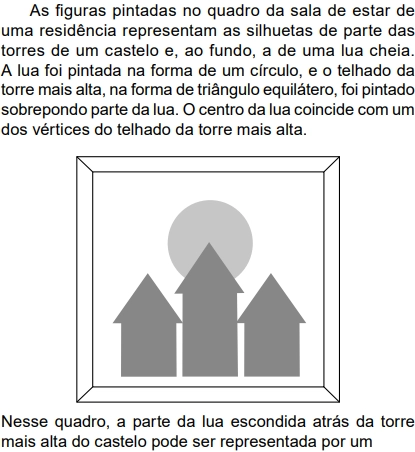 As figuras pintadas no quadro da sala de estar de
uma residência representam as silhuetas de parte das
torres de um castelo e, ao fundo, a de uma lua cheia.
A lua foi pintada na forma de um círculo, e o telhado da
torre mais alta, na forma de triângulo equilátero, foi pintado
sobrepondo parte da lua. O centro da lua coincide com um
dos vértices do telhado da torre mais alta.
Nesse quadro, a parte da lua escondida atrás da torre
mais alta do castelo pode ser representada por um